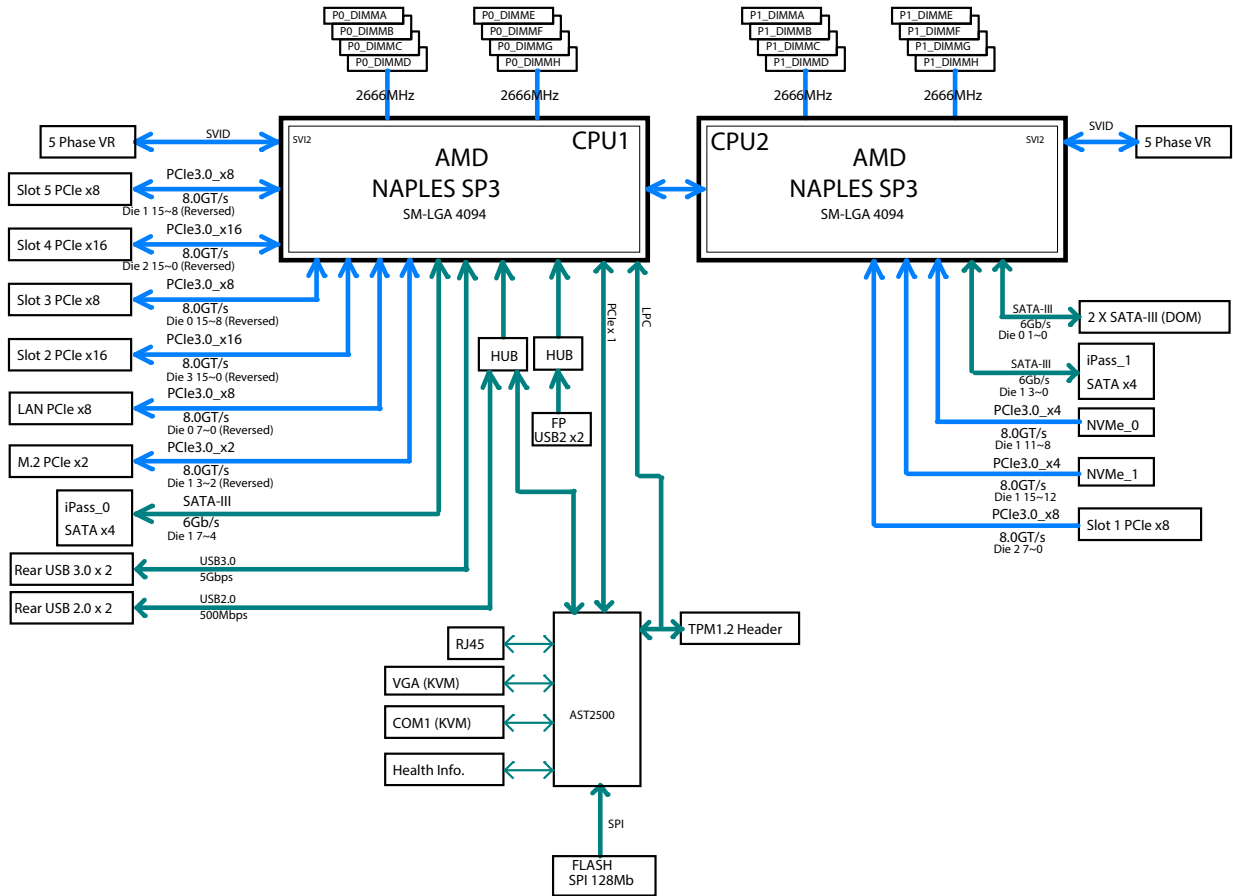 P0_DIMMA
P0_DIMMB
P0_DIMMC
P0_DIMMD
P0_DIMME
P0_DIMMF
P0_DIMMG
P0_DIMMH
P1_DIMMA
P1_DIMMB
P1_DIMMC
P1_DIMMD
P1_DIMME
P1_DIMMF
P1_DIMMG
P1_DIMMH
2666MHz
2666MHz
2666MHz
2666MHz
5 Phase VR
SVID
SVI2
CPU1
AMD
NAPLES SP3
SM-LGA 4094
CPU2
AMD
NAPLES SP3
SM-LGA 4094
SVI2
SVID
5 Phase VR
Slot 5 PCIe x8
PCIe3.0_x8
8.0GT/s
Die 1 15~8 (Reversed)
Slot 4 PCIe x16
PCIe3.0_x16
8.0GT/s
Die 2 15~0 (Reversed)
Slot 3 PCIe x8
PCIe3.0_x8
8.0GT/s
Die 0 15~8 (Reversed)
Slot 2 PCIe x16
PCIe3.0_x16
8.0GT/s
Die 3 15~0 (Reversed)
LAN PCIe x8
PCIe3.0_x8
8.0GT/s
Die 0 7~0 (Reversed)
M.2 PCIe x2
PCIe3.0_x2
8.0GT/s
Die 1 3~2 (Reversed)
iPass_0
SATA x4
SATA-III
6Gb/s
Die 1 7~4
Rear USB 3.0 x 2
USB3.0
5Gbps
Rear USB 2.0 x 2
USB2.0
500Mbps
HUB
HUB
FP
USB2 x2
PCIe x 1
LPC
SATA-III
6Gb/s
Die 0 1~0
2 X SATA-III (DOM)
SATA-III
6Gb/s
Die 1 3~0
iPass_1
SATA x4
PCIe3.0_x4
8.0GT/s
Die 1 11~8
NVMe_0
PCIe3.0_x4
8.0GT/s
Die 1 15~12
NVMe_1
PCIe3.0_x8
8.0GT/s
Die 2 7~0
Slot 1 PCIe x8
TPM1.2 Header
RJ45
VGA (KVM)
COM1 (KVM)
Health Info.
AST2500
SPI
FLASH
SPI 128Mb